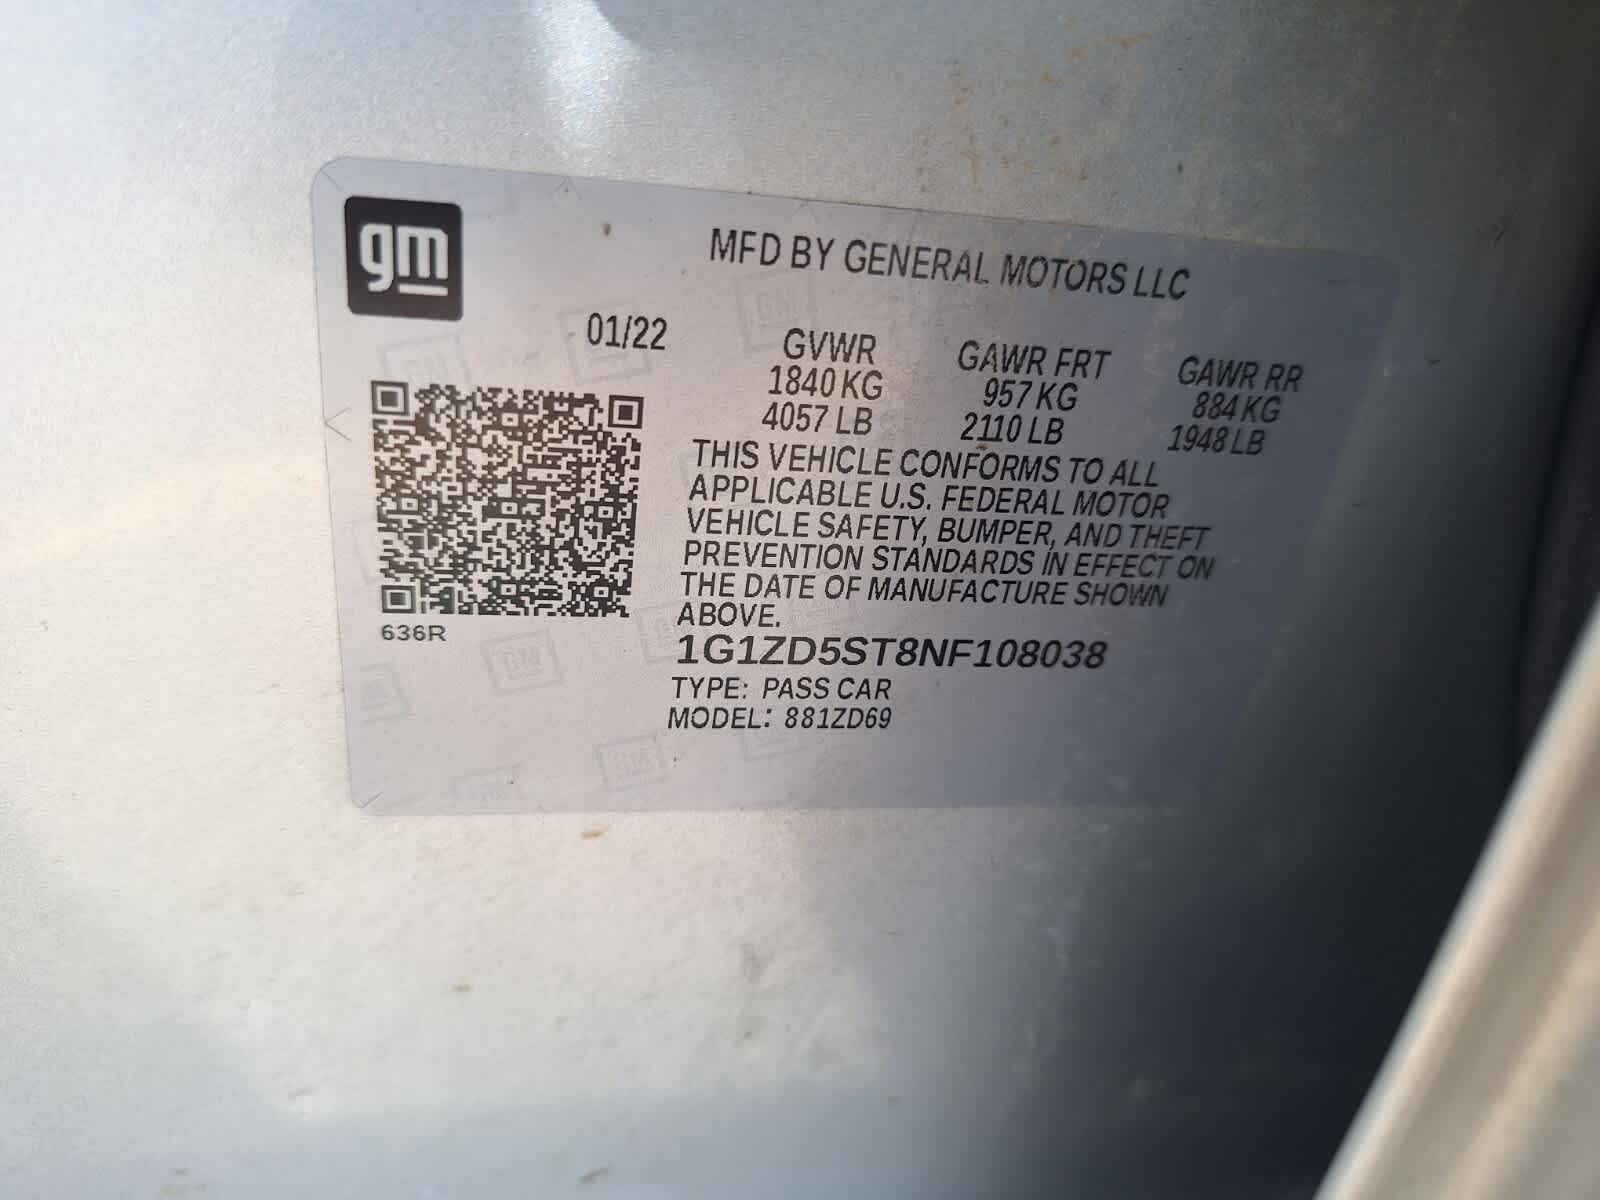 gm
MFD BY GENERAL MOTORS LLC
01/22
GVWR GAWR FRT GAWR RR
1840 KG 957 KG 884 KG
4057 LB 2110 LB 1948 LB
THIS VEHICLE CONFORMS TO ALL
APPLICABLE U.S. FEDERAL MOTOR
VEHICLE SAFETY, BUMPER, AND THEFT
PREVENTION STANDARDS IN EFFECT ON
THE DATE OF MANUFACTURE SHOWN
ABOVE.
636R
1G1ZD5ST8NF108038
TYPE: PASS CAR
MODEL: 881ZD69